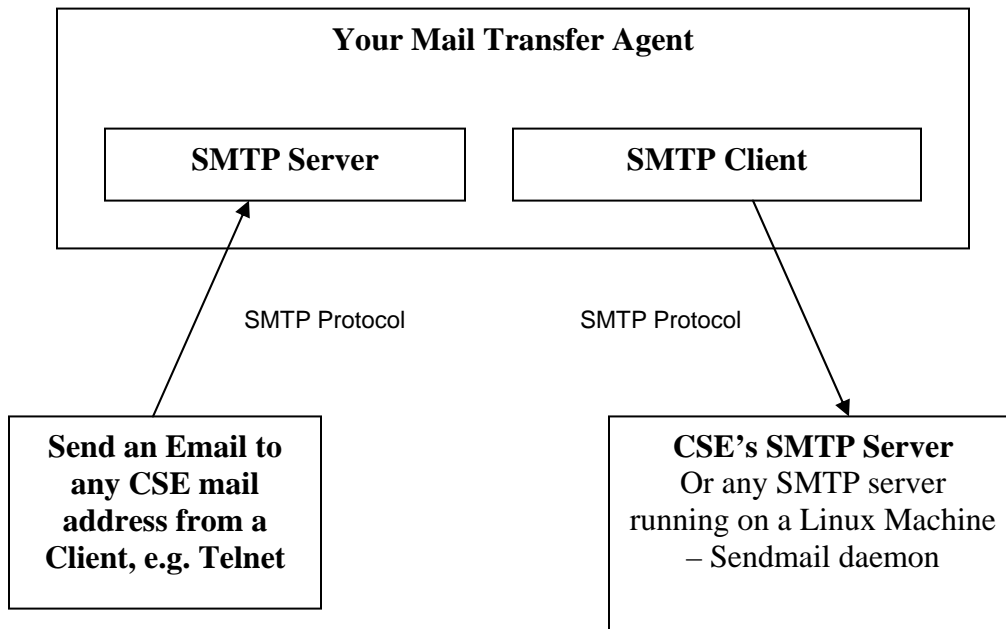 Your Mail Transfer Agent
SMTP Server
SMTP Client
SMTP Protocol
SMTP Protocol
Send an Email to
any CSE mail
address from a
Client, e.g. Telnet
CSE’s SMTP Server
Or any SMTP server
running on a Linux Machine
– Sendmail daemon